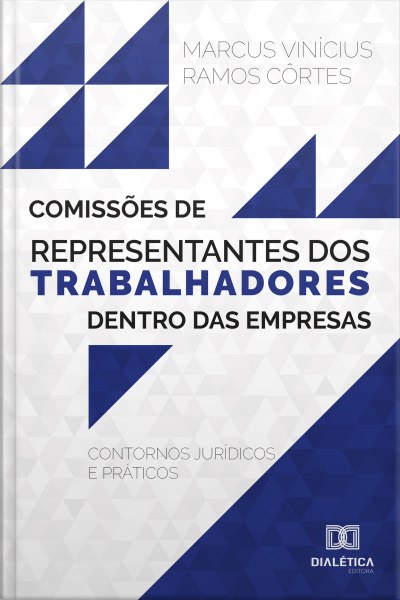 MARCUS VINÍCIUS
RAMOS CÔRTES
COMISSÕES DE
REPRESENTANTES DOS
TRABALHADORES
DENTRO DAS EMPRESAS
CONTORNOS JURÍDICOS
E PRÁTICOS
DIALÉTICA
EDITORA